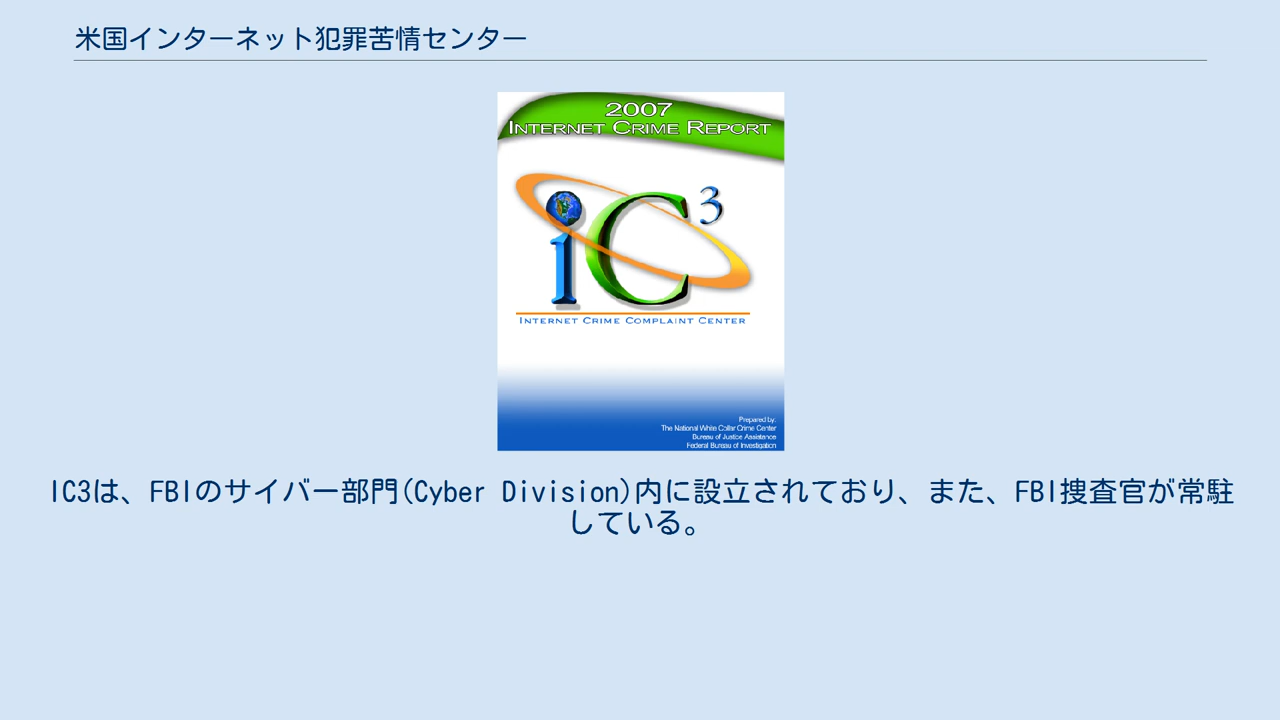 米国インターネット犯罪苦情センター
2007
INTERNET CRIME REPORT
iC3
INTERNET CRIME COMPLAINT CENTER
Prepared by:
The National White Collar Crime Center
Bureau of Justice Assistance
Federal Bureau of Investigation
IC3は、FBIのサイバー部門(Cyber Division)内に設立されており、また、FBI捜査官が常駐
している。